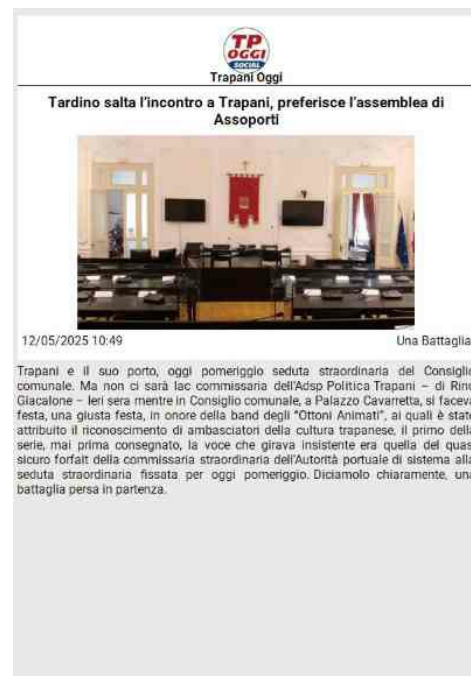 TP
OGGI
SOCIAL
Trapani Oggi
Tardino salta l'incontro a Trapani, preferisce l'assemblea di
Assoporti
12/05/2025 10:49
Una Battaglia
Trapani e il suo porto, oggi pomeriggio seduta straordinaria del Consiglio
comunale. Ma non ci sarà lac commissaria dell'Adsp Politica Trapani – di Rino
Giacalone – Ieri sera mentre in Consiglio comunale, a Palazzo Cavarretta, si faceva
festa, una giusta festa, in onore della band degli "Ottoni Animati", ai quali è stato
attribuito il riconoscimento di ambasciatori della cultura trapanese, il primo della
serie, mai prima consegnato, la voce che girava insistente era quella del quasi
sicuro forfait della commissaria straordinaria dell'Autorità portuale di sistema alla
seduta straordinaria fissata per oggi pomeriggio. Diciamolo chiaramente, una
battaglia persa in partenza.